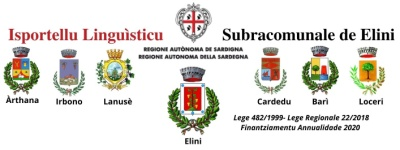 Isportellu Linguìsticu
Subracomunale de Elini
REGIONE AUTÒNOMA DE SARDIGNA
REGIONE AUTONOMA DELLA SARDEGNA
Àrthana
Irbono
Lanusè
Elini
Cardedu
Barì
Loceri
Lege 482/1999- Lege Regionale 22/2018
Finantziamentu Annualidade 2020